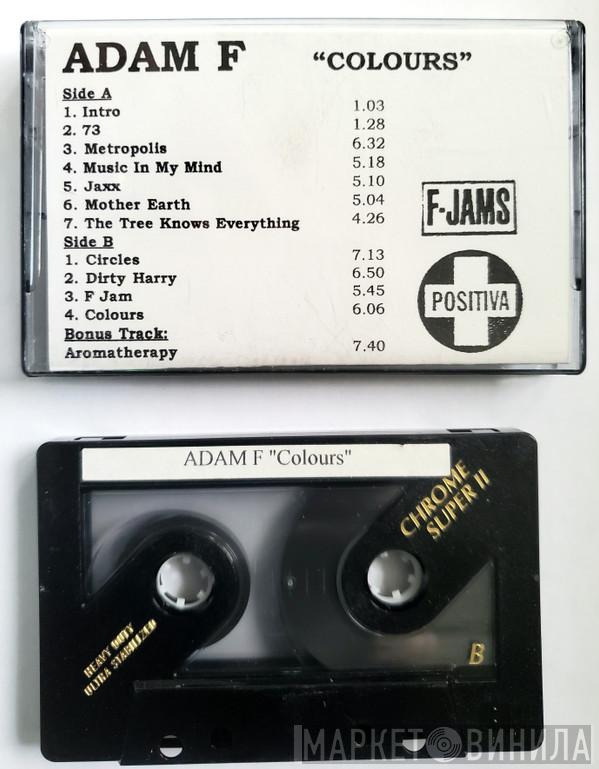 ADAM F "COLOURS"
Side A
1. Intro 1.03
2. 73 1.28
3. Metropolis 6.32
4. Music In My Mind 5.18
5. Jaxx 5.10
6. Mother Earth 5.04
7. The Tree Knows Everything 4.26
Side B
1. Circles 7.13
2. Dirty Harry 6.50
3. F Jam 5.45
4. Colours 6.06
Bonus Track:
Aromatherapy 7.40
F-JAMS
POSITIVA
ADAM F "Colours"
CHROME
SUPER II
HEAVY DUTY
ULTRA STABILIZED
B
МАРКЕТ ВИНИЛА